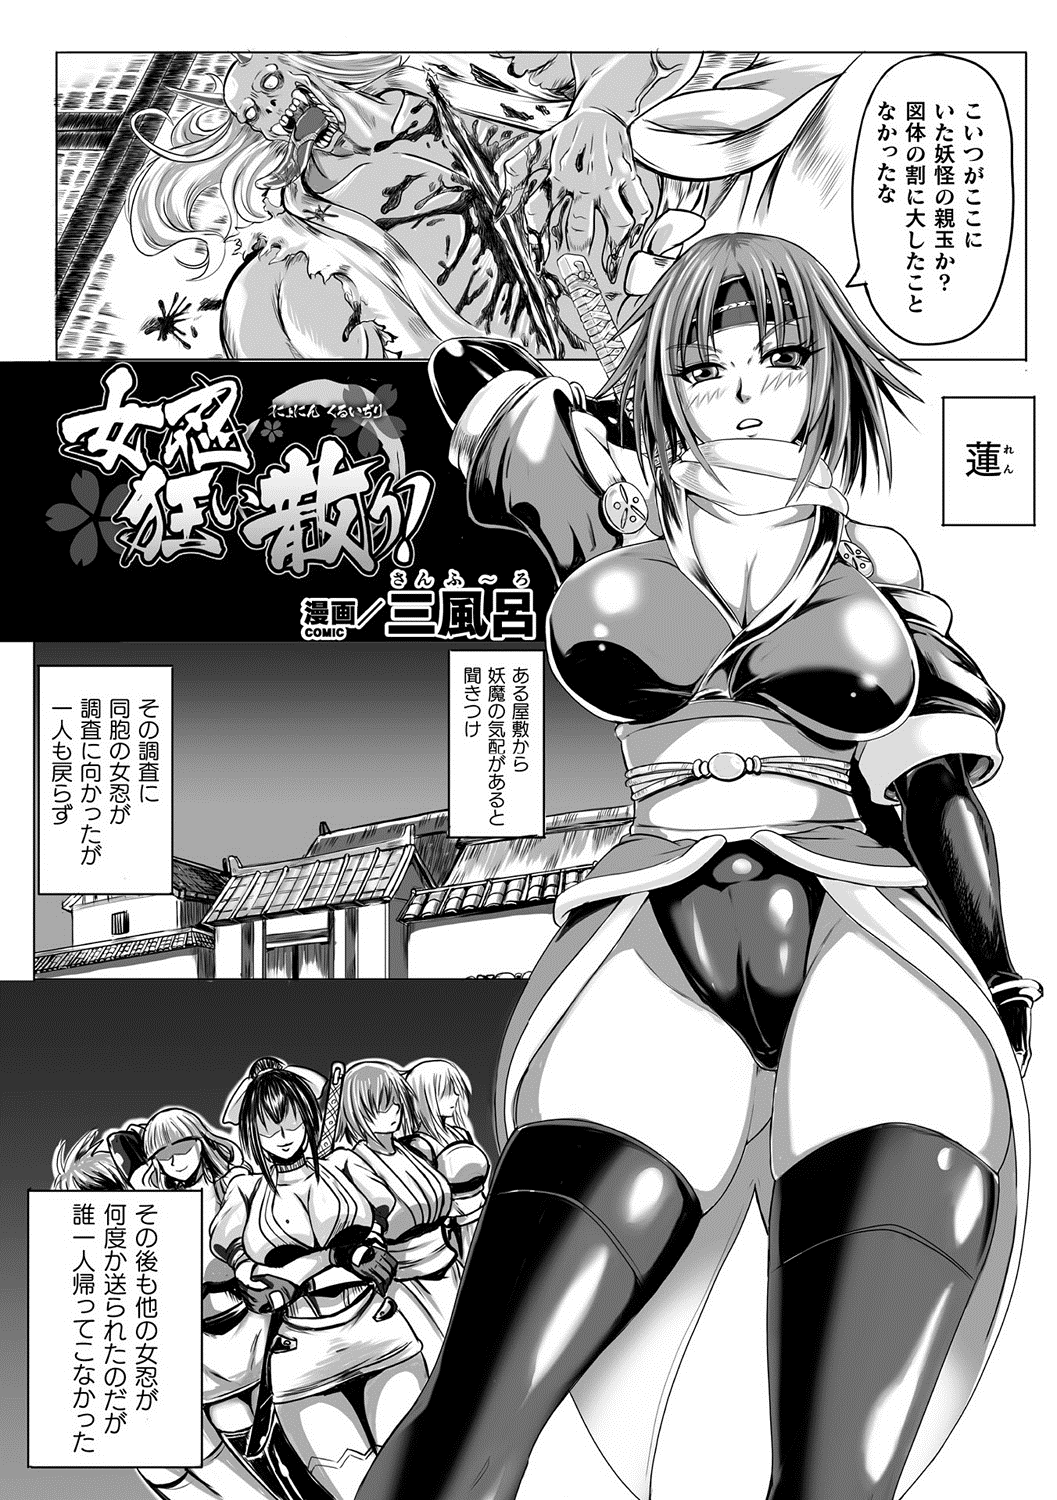 こいつがここに
いた妖怪の親玉か？
図体の割に大したこと
なかったな
蓮
れん
にょにん くるいぢり
女忍
狂い散り！
さんふ～ろ
漫画／三風呂
COMIC
ある屋敷から
妖魔の気配があると
聞きつけ
その調査に
同胞の女忍が
調査に向かったが
一人も戻らず
その後も他の女忍が
何度か送られたのだが
誰一人帰ってこなかった